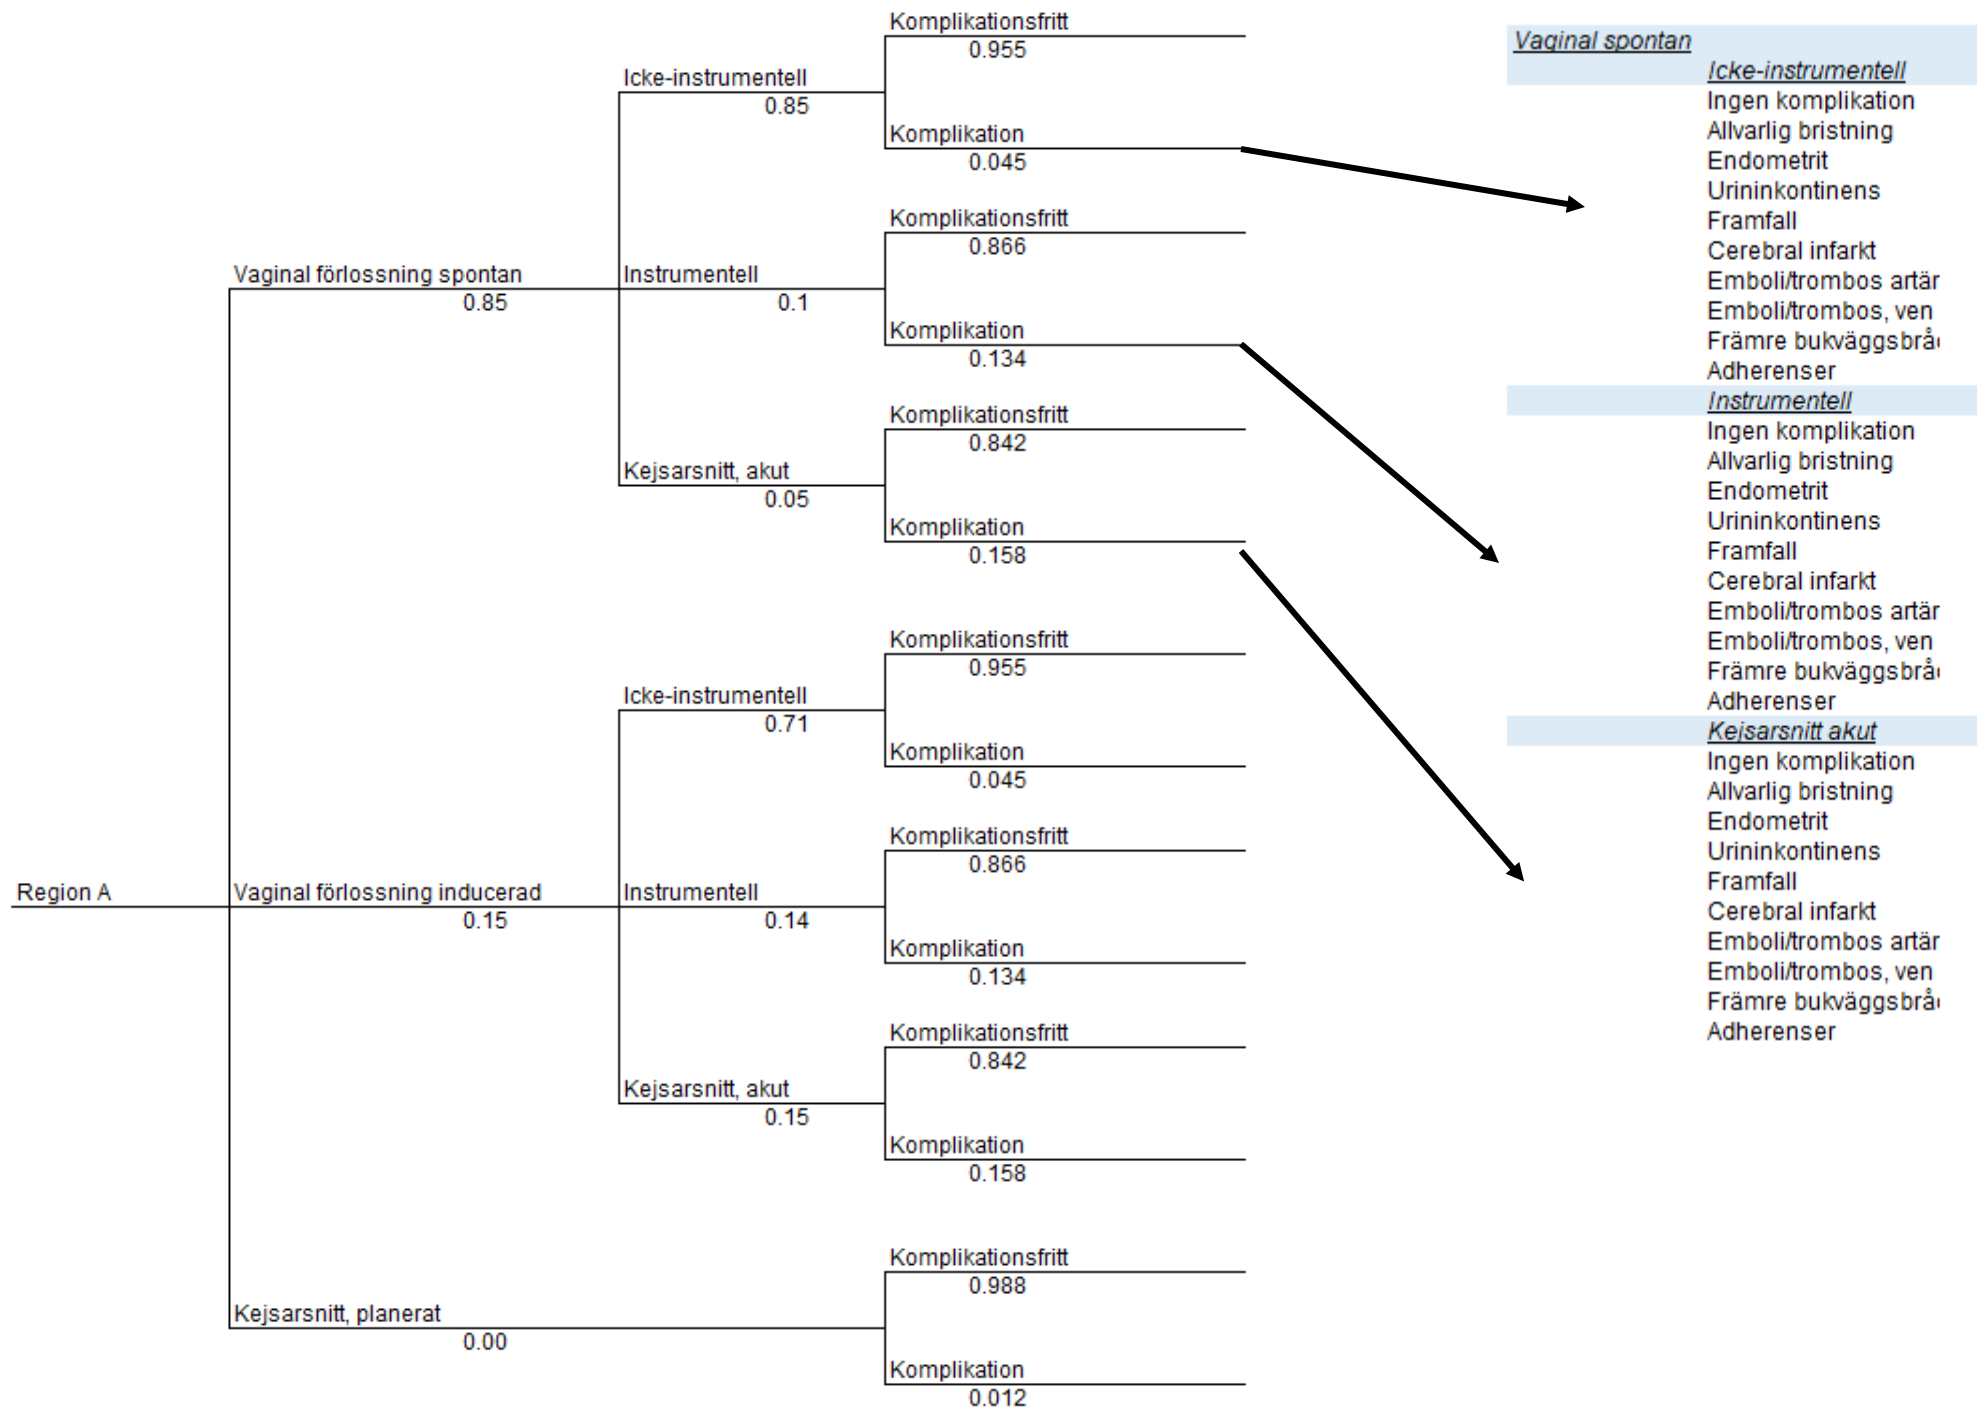 Komplikationsfritt
0.955
Icke-instrumentell
0.85
Komplikation
0.045
Komplikationsfritt
0.866
Vaginal förlossning spontan
0.85
Instrumentell
0.1
Komplikation
0.134
Komplikationsfritt
0.842
Kejsarsnitt, akut
0.05
Komplikation
0.158
Komplikationsfritt
0.955
Icke-instrumentell
0.71
Komplikation
0.045
Komplikationsfritt
0.866
Region A
Vaginal förlossning inducerad
0.15
Instrumentell
0.14
Komplikation
0.134
Komplikationsfritt
0.842
Kejsarsnitt, akut
0.15
Komplikation
0.158
Komplikationsfritt
0.988
Kejsarsnitt, planerat
0.00
Komplikation
0.012
Vaginal spontan
Icke-instrumentell
Ingen komplikation
Allvarlig bristning
Endometrit
Urininkontinens
Framfall
Cerebral infarkt
Emboli/trombos artär
Emboli/trombos, ven
Främre
Adherenser
Instrumentell
Ingen komplikation
Allvarlig bristning
Endometrit
Urininkontinens
Framfall
Cerebral infarkt
Emboli/trombos artär
Emboli/trombos, ven
Främre
Adherenser
Kejsarsnitt akut
Ingen komplikation
Allvarlig bristning
Endometrit
Urininkontinens
Framfall
Cerebral infarkt
Emboli/trombos artär
Emboli/trombos, ven
Främre
Adherenser